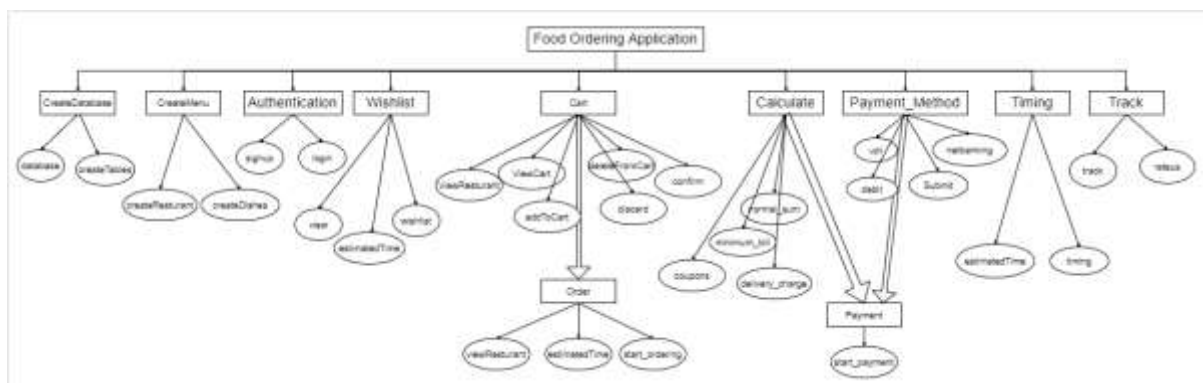 Food Ordering Application
CreateDatabase
CreateMenu
Authentication
Wishlist
Cart
Calculate
Payment_Method
Timing
Track
database
createTables
signup
login
viewResturant
ViewCart
deleteFromCart
confirm
upi
netbanking
track
debit
Submit
createResturant
createDishes
addToCart
discard
normal_sum
wishlist
estimatedTime
minimum_bill
estimatedTime
timing
coupons
delivery_charge
Order
Payment
viewResturant
estimatedTime
start_ordering
start_payment